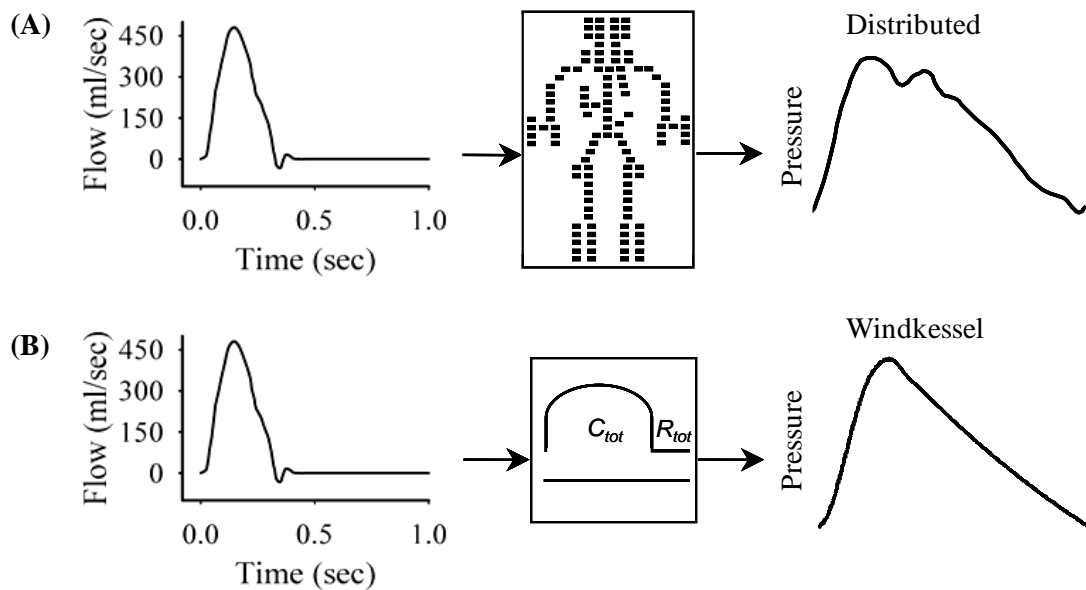 (A)
Flow (ml/sec)
450
300
150
0
0.0 0.5 1.0
Time (sec)
Distributed
Pressure
(B)
Flow (ml/sec)
450
300
150
0
0.0 0.5 1.0
Time (sec)
C_tot R_tot
Windkessel
Pressure